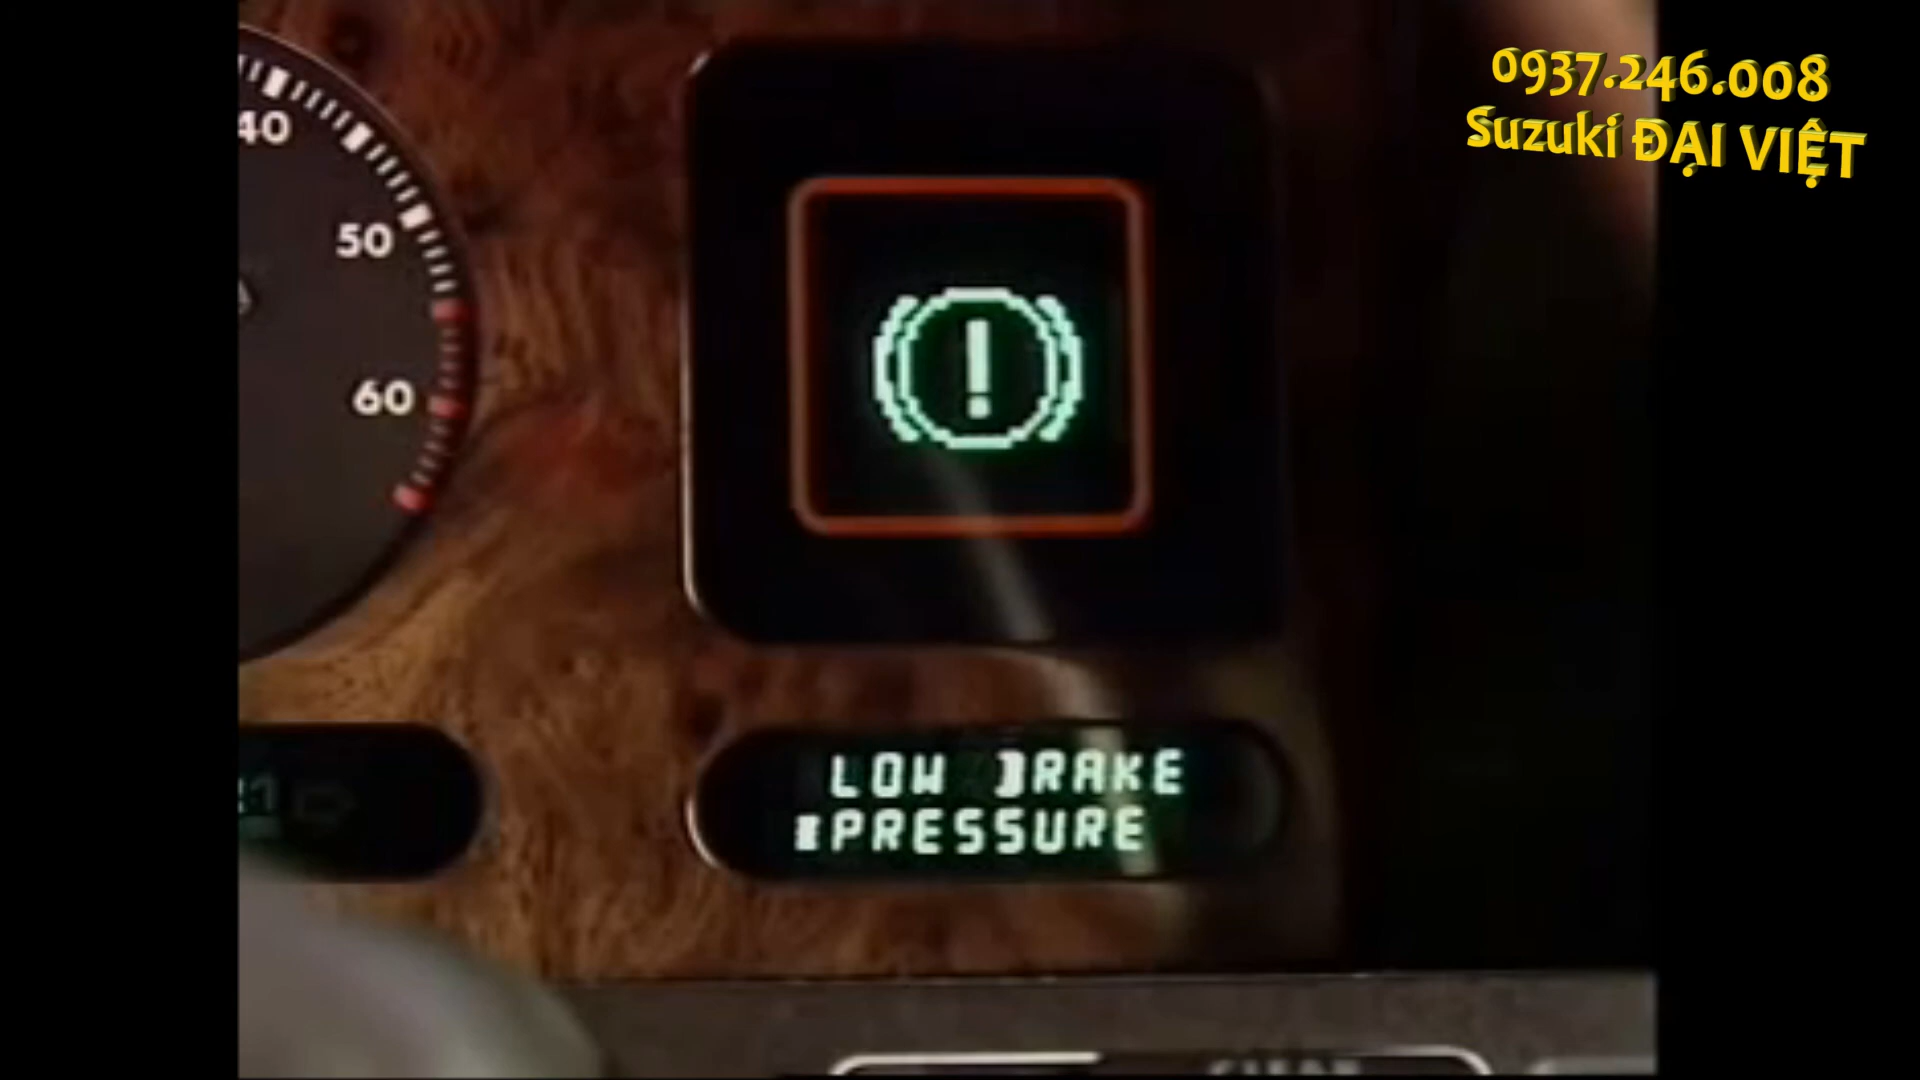 0937.246.008
Suzuki ĐẠI VIỆT
40
50
60
LOW BRAKE
PRESSURE